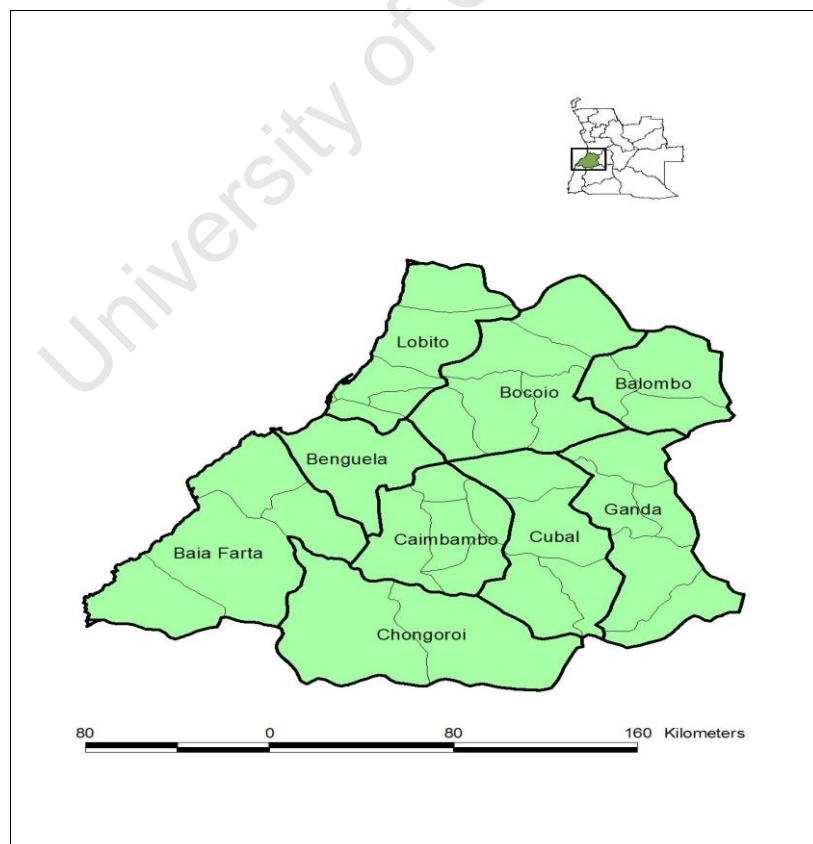 University of C
Lobito
Bocoio
Balombo
Benguela
Ganda
Caimbambo
Cubal
Baia Farta
Chongoroi
80 0 80 160 Kilometers